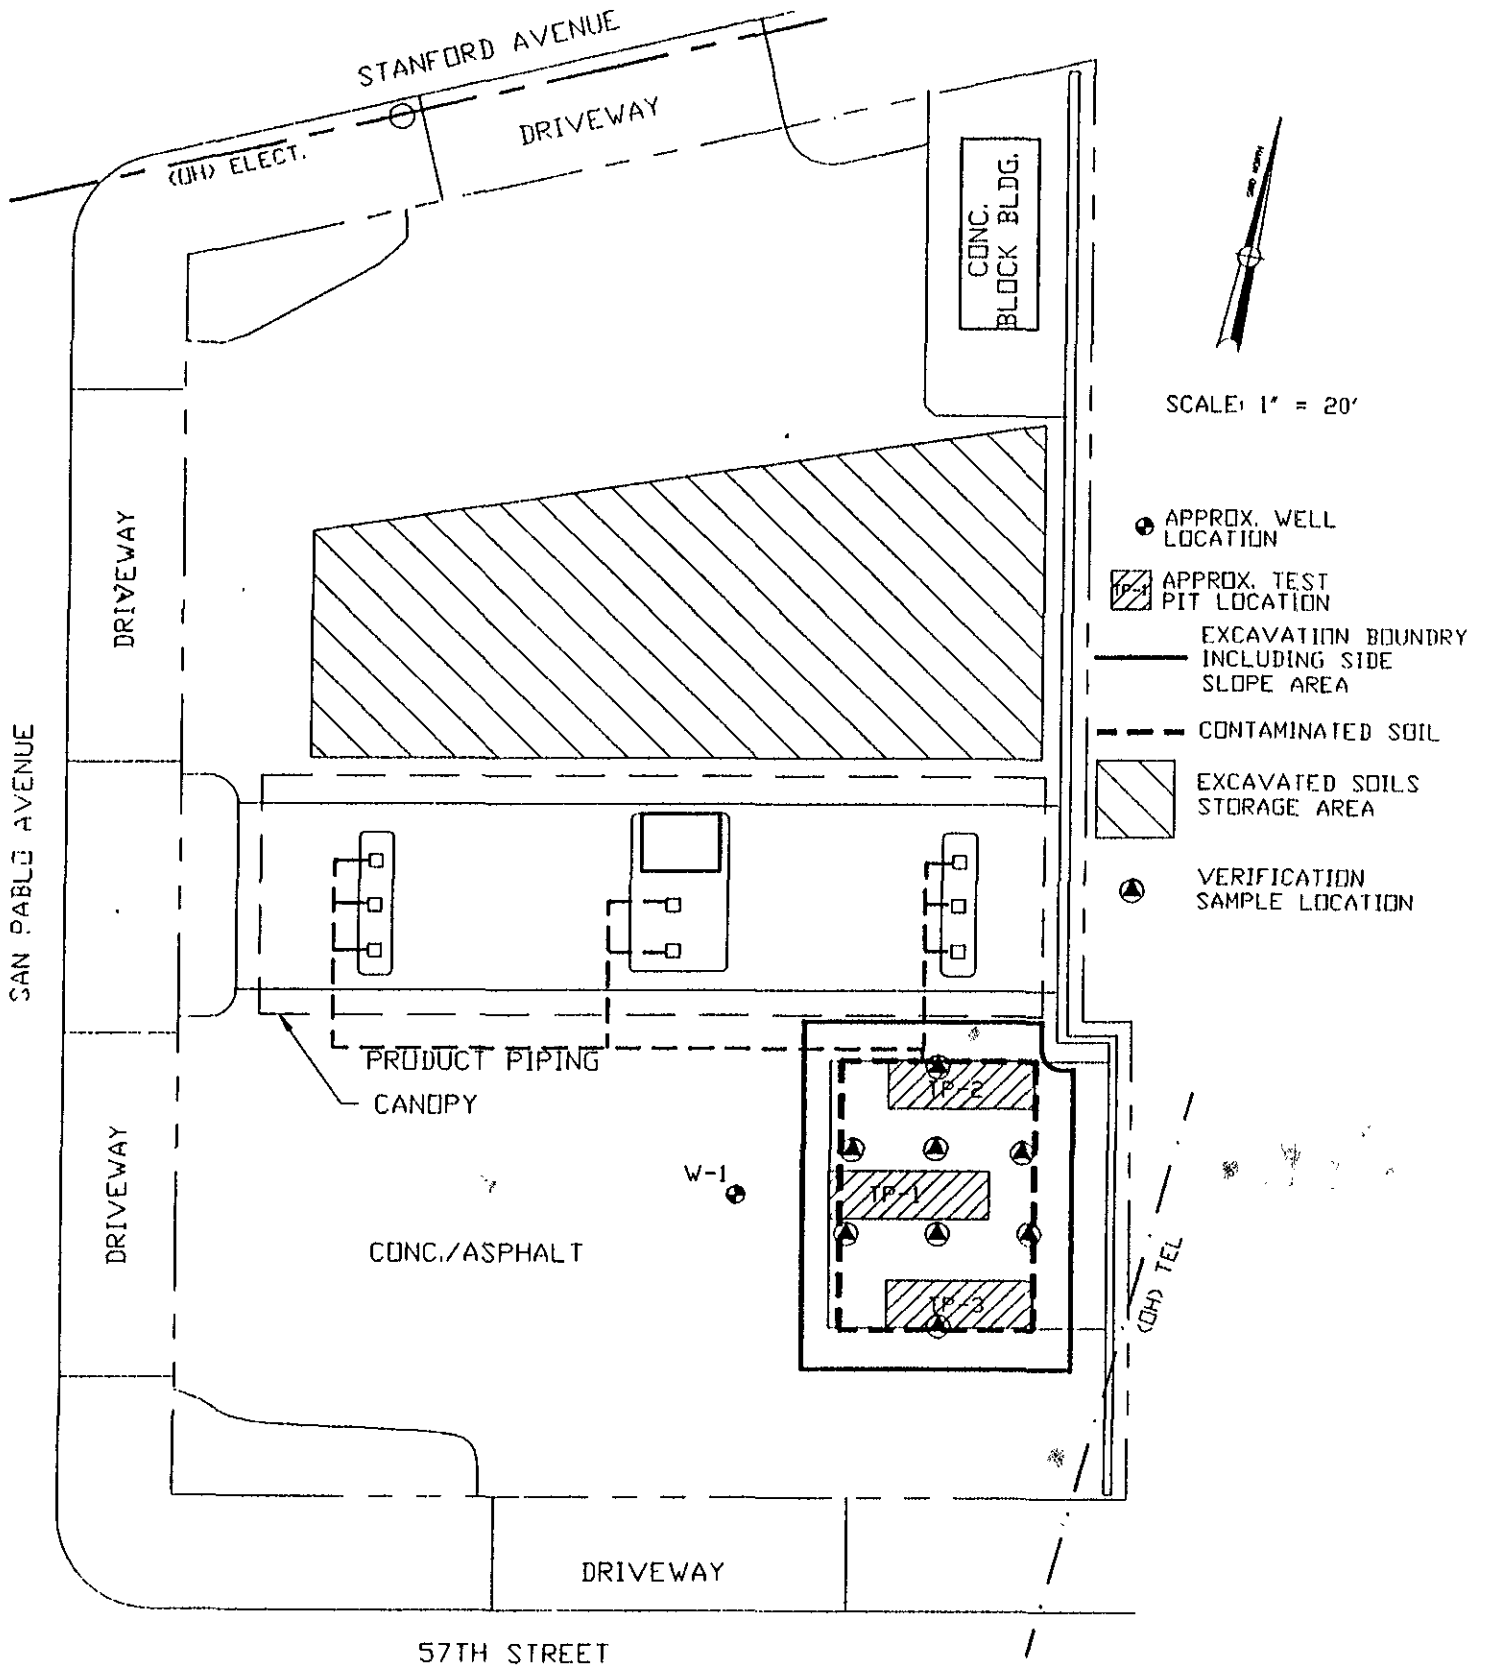 STANFORD AVENUE
DRIVEWAY
(OH) ELECT.
CONC.
BLOCK BLDG.
SCALE: 1" = 20'
APPROX. WELL
LOCATION
TP-1
APPROX. TEST
PIT LOCATION
EXCAVATION BOUNDRY
INCLUDING SIDE
SLOPE AREA
CONTAMINATED SOIL
EXCAVATED SOILS
STORAGE AREA
VERIFICATION
SAMPLE LOCATION
DRIVEWAY
SAN PABLO AVENUE
PRODUCT PIPING
CANOPY
TP-2
W-1
TP-1
DRIVEWAY
CONC./ASPHALT
TP-3
(OH) TEL
DRIVEWAY
57TH STREET